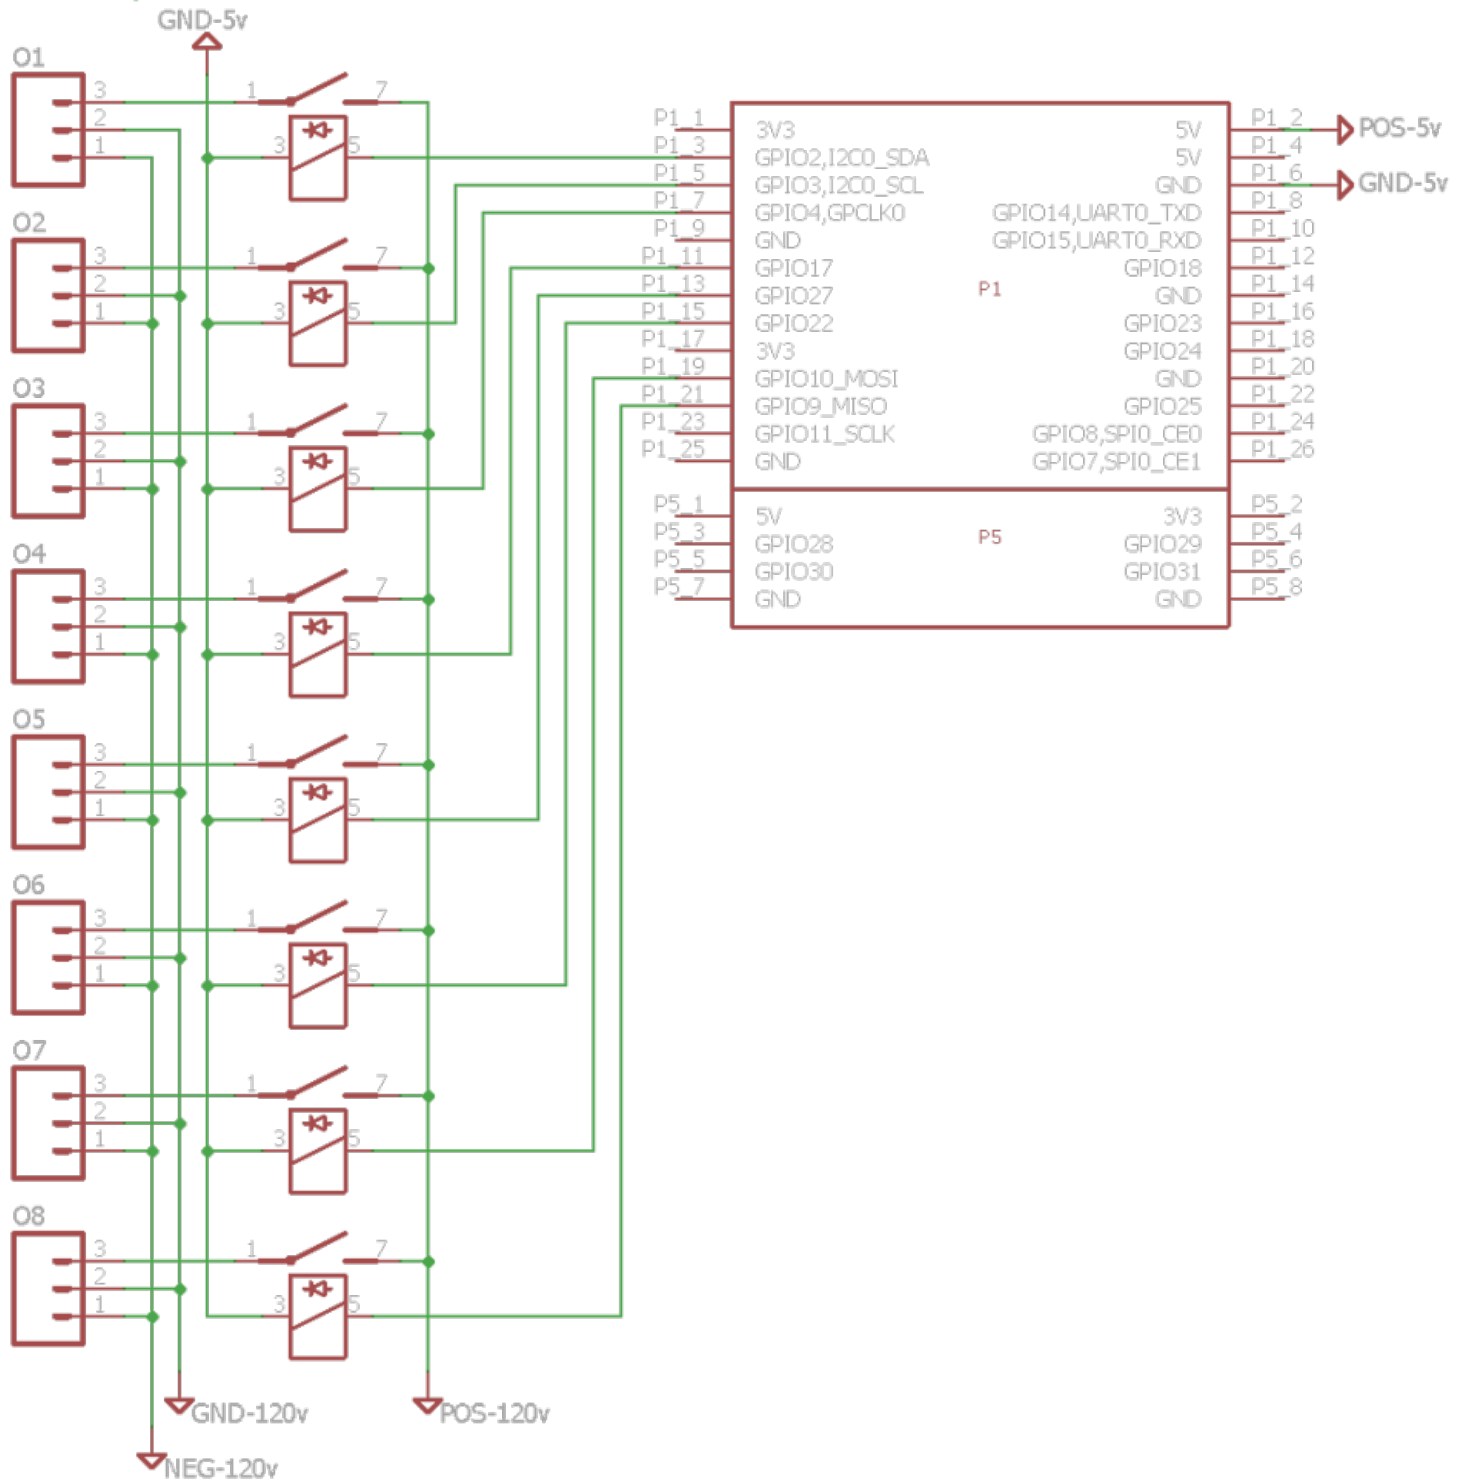 GND-5v
O1
3
2
1
1
7
3
5
O2
3
2
1
1
7
3
5
O3
3
2
1
1
7
3
5
O4
3
2
1
1
7
3
5
O5
3
2
1
1
7
3
5
O6
3
2
1
1
7
3
5
O7
3
2
1
1
7
3
5
O8
3
2
1
1
7
3
5
GND-120v
POS-120v
NEG-120v
P1_1 3V3 5V P1_2 POS-5v
P1_3 GPIO2,I2C0_SDA 5V P1_4
P1_5 GPIO3,I2C0_SCL GND P1_6 GND-5v
P1_7 GPIO4,GPCLK0 GPIO14,UART0_TXD P1_8
P1_9 GND GPIO15,UART0_RXD P1_10
P1_11 GPIO17 GPIO18 P1_12
P1
P1_13 GPIO27 GND P1_14
P1_15 GPIO22 GPIO23 P1_16
P1_17 3V3 GPIO24 P1_18
P1_19 GPIO10_MOSI GND P1_20
P1_21 GPIO9_MISO GPIO25 P1_22
P1_23 GPIO11_SCLK GPIO8,SPI0_CE0 P1_24
P1_25 GND GPIO7,SPI0_CE1 P1_26
P5_1 5V 3V3 P5_2
P5
P5_3 GPIO28 GPIO29 P5_4
P5_5 GPIO30 GPIO31 P5_6
P5_7 GND GND P5_8